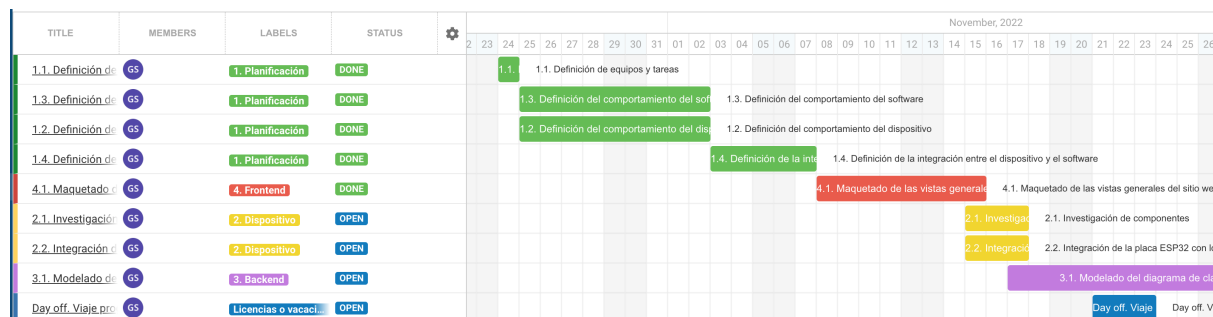 November, 2022
TITLE MEMBERS LABELS STATUS
2 23 24 25 26 27 28 29 30 31 01 02 03 04 05 06 07 08 09 10 11 12 13 14 15 16 17 18 19 20 21 22 23 24 25 26
1.1. Definición de GS 1. Planificación DONE 1.1. 1.1. Definición de equipos y tareas
1.3. Definición de GS 1. Planificación DONE 1.3. Definición del comportamiento del sof 1.3. Definición del comportamiento del software
1.2. Definición de GS 1. Planificación DONE 1.2. Definición del comportamiento del disp 1.2. Definición del comportamiento del dispositivo
1.4. Definición de GS 1. Planificación DONE 1.4. Definición de la inte 1.4. Definición de la integración entre el dispositivo y el software
4.1. Maquetado d GS 4. Frontend DONE 4.1. Maquetado de las vistas generale 4.1. Maquetado de las vistas generales del sitio we
2.1. Investigación GS 2. Dispositivo OPEN 2.1. Investigac 2.1. Investigación de componentes
2.2. Integración d GS 2. Dispositivo OPEN 2.2. Integració 2.2. Integración de la placa ESP32 con lo
3.1. Modelado de GS 3. Backend OPEN 3.1. Modelado del diagrama de cla
Day off. Viaje pro GS Licencias o vacaci... OPEN Day off. Viaje Day off. V